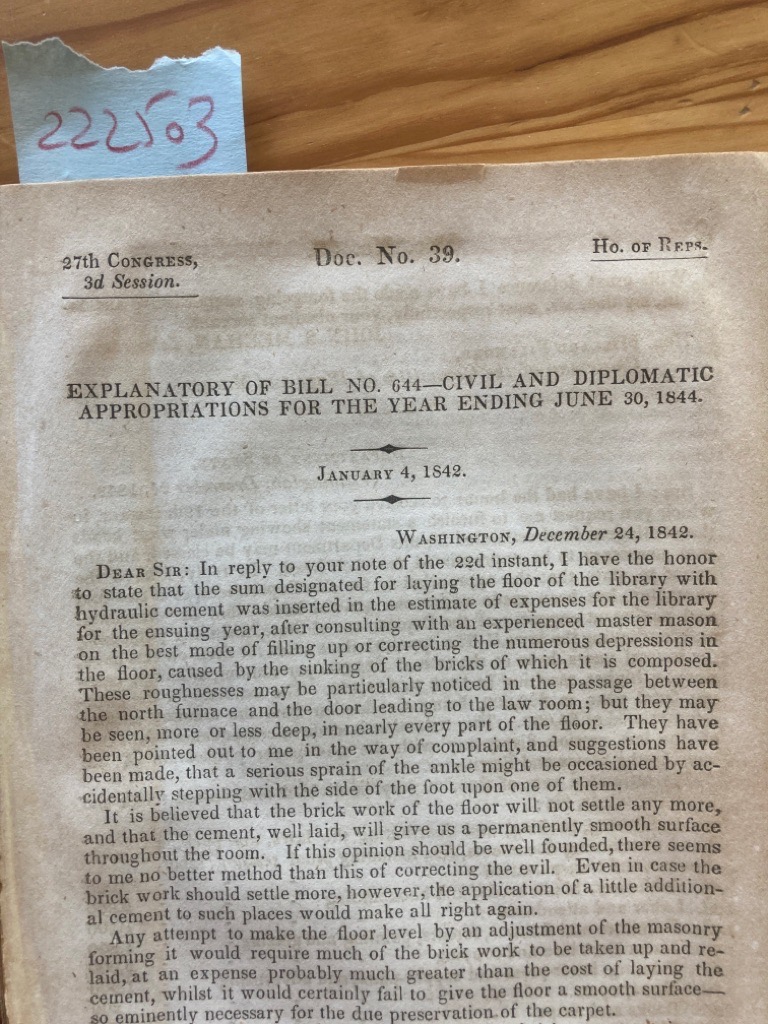 222503
27th Congress,
Doc. No. 39.
Ho. of Reps.
3d Session.
EXPLANATORY OF BILL NO. 644—CIVIL AND DIPLOMATIC
APPROPRIATIONS FOR THE YEAR ENDING JUNE 30, 1844.
January 4, 1842.
Washington, December 24, 1842.
Dear Sir: In reply to your note of the 22d instant, I have the honor
to state that the sum designated for laying the floor of the library with
hydraulic cement was inserted in the estimate of expenses for the library
for the ensuing year, after consulting with an experienced master mason
on the best mode of filling up or correcting the numerous depressions in
the floor, caused by the sinking of the bricks of which it is composed.
These roughnesses may be particularly noticed in the passage between
the north furnace and the door leading to the law room; but they may
be seen, more or less deep, in nearly every part of the floor. They have
been pointed out to me in the way of complaint, and suggestions have
been made, that a serious sprain of the ankle might be occasioned by ac-
cidentally stepping with the side of the foot upon one of them.
It is believed that the brick work of the floor will not settle any more,
and that the cement, well laid, will give us a permanently smooth surface
throughout the room. If this opinion should be well founded, there seems
to me no better method than this of correcting the evil. Even in case the
brick work should settle more, however, the application of a little addition-
al cement to such places would make all right again.
Any attempt to make the floor level by an adjustment of the masonry
forming it would require much of the brick work to be taken up and re-
laid, at an expense probably much greater than the cost of laying the
cement, whilst it would certainly fail to give the floor a smooth surface—
so eminently necessary for the due preservation of the carpet.